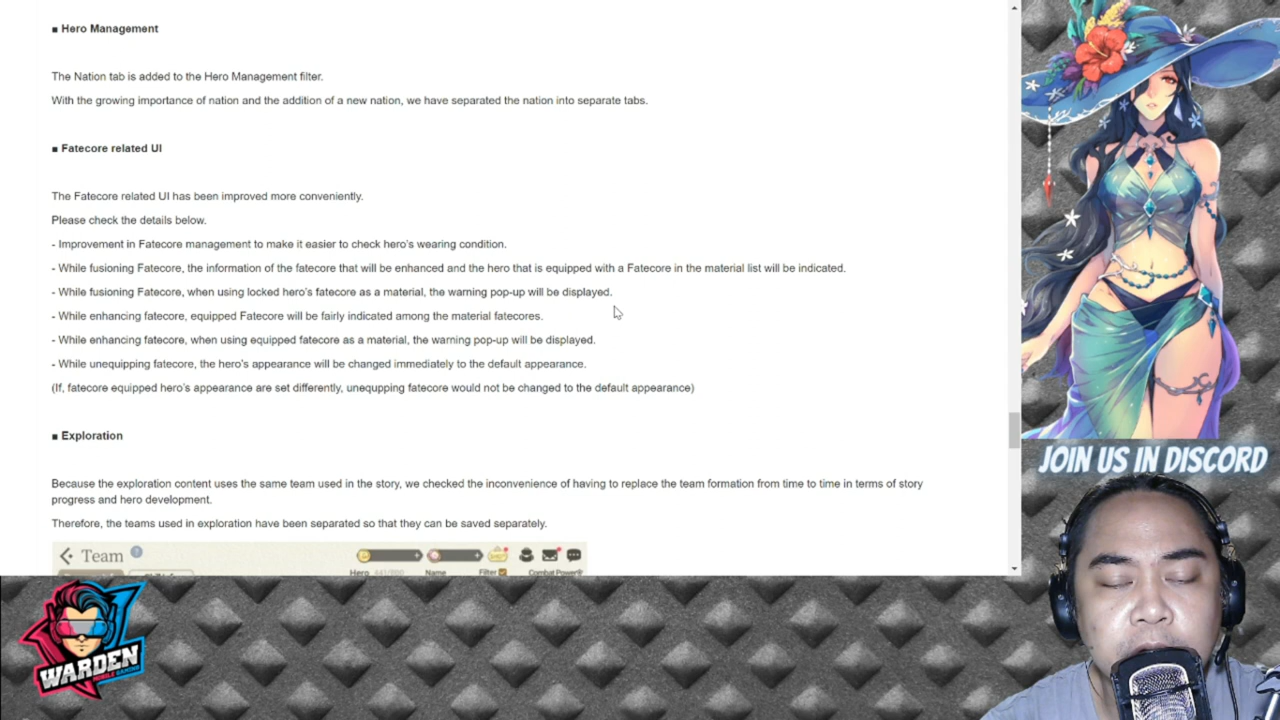 ■ Hero Management
The Nation tab is added to the Hero Management filter.
With the growing importance of nation and the addition of a new nation, we have separated the nation into separate tabs.
■ Fatecore related UI
The Fatecore related UI has been improved more conveniently.
Please check the details below.
- Improvement in Fatecore management to make it easier to check hero's wearing condition.
- While fusioning Fatecore, the information of the fatecore that will be enhanced and the hero that is equipped with a Fatecore in the material list will be indicated.
- While fusioning Fatecore, when using locked hero's fatecore as a material, the warning pop-up will be displayed.
- While enhancing fatecore, equipped Fatecore will be fairly indicated among the material fatecores.
- While enhancing fatecore, when using equipped fatecore as a material, the warning pop-up will be displayed.
- While unequipping fatecore, the hero's appearance will be changed immediately to the default appearance.
(If, fatecore equipped hero's appearance are set differently, unequpping fatecore would not be changed to the default appearance)
■ Exploration
Because the exploration content uses the same team used in the story, we checked the inconvenience of having to replace the team formation from time to time in terms of story
progress and hero development.
Therefore, the teams used in exploration have been separated so that they can be saved separately.
Team
Hero Name Filter Combat Power
JOIN US IN DISCORD
WARDEN
MOBILE GAMING